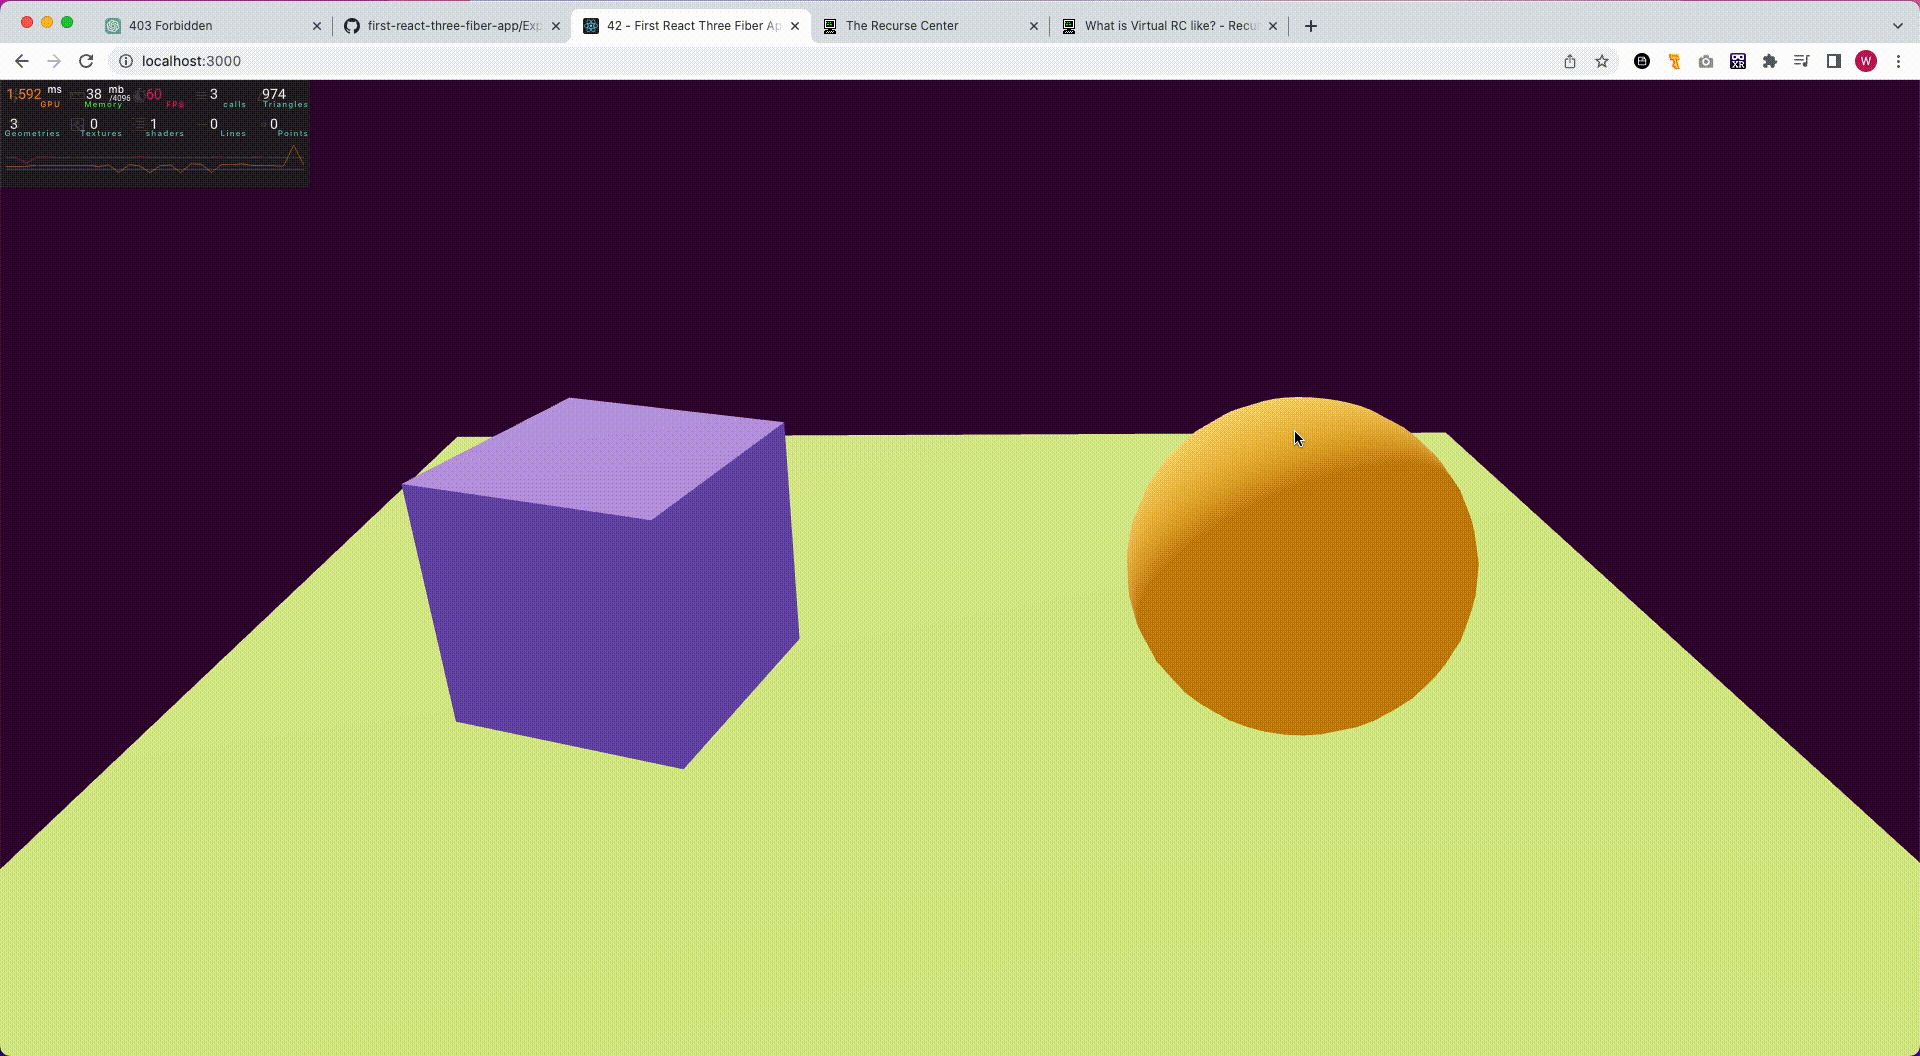 403 Forbidden
first-react-three-fiber-app/Exp
42 - First React Three Fiber Ap
The Recurse Center
What is Virtual RC like? - Recur
localhost:3000
XR
W
1.592 ms 38 mb /4096 60 3 974
GPU Memory FPS calls Triangles
3 0 1 0 0
Geometries Textures shaders Lines Points